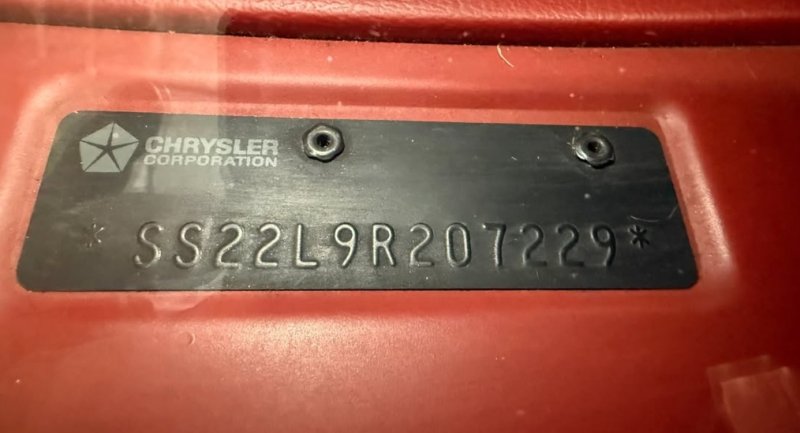 CHRYSLER
CORPORATION
* SS22L9R207229*